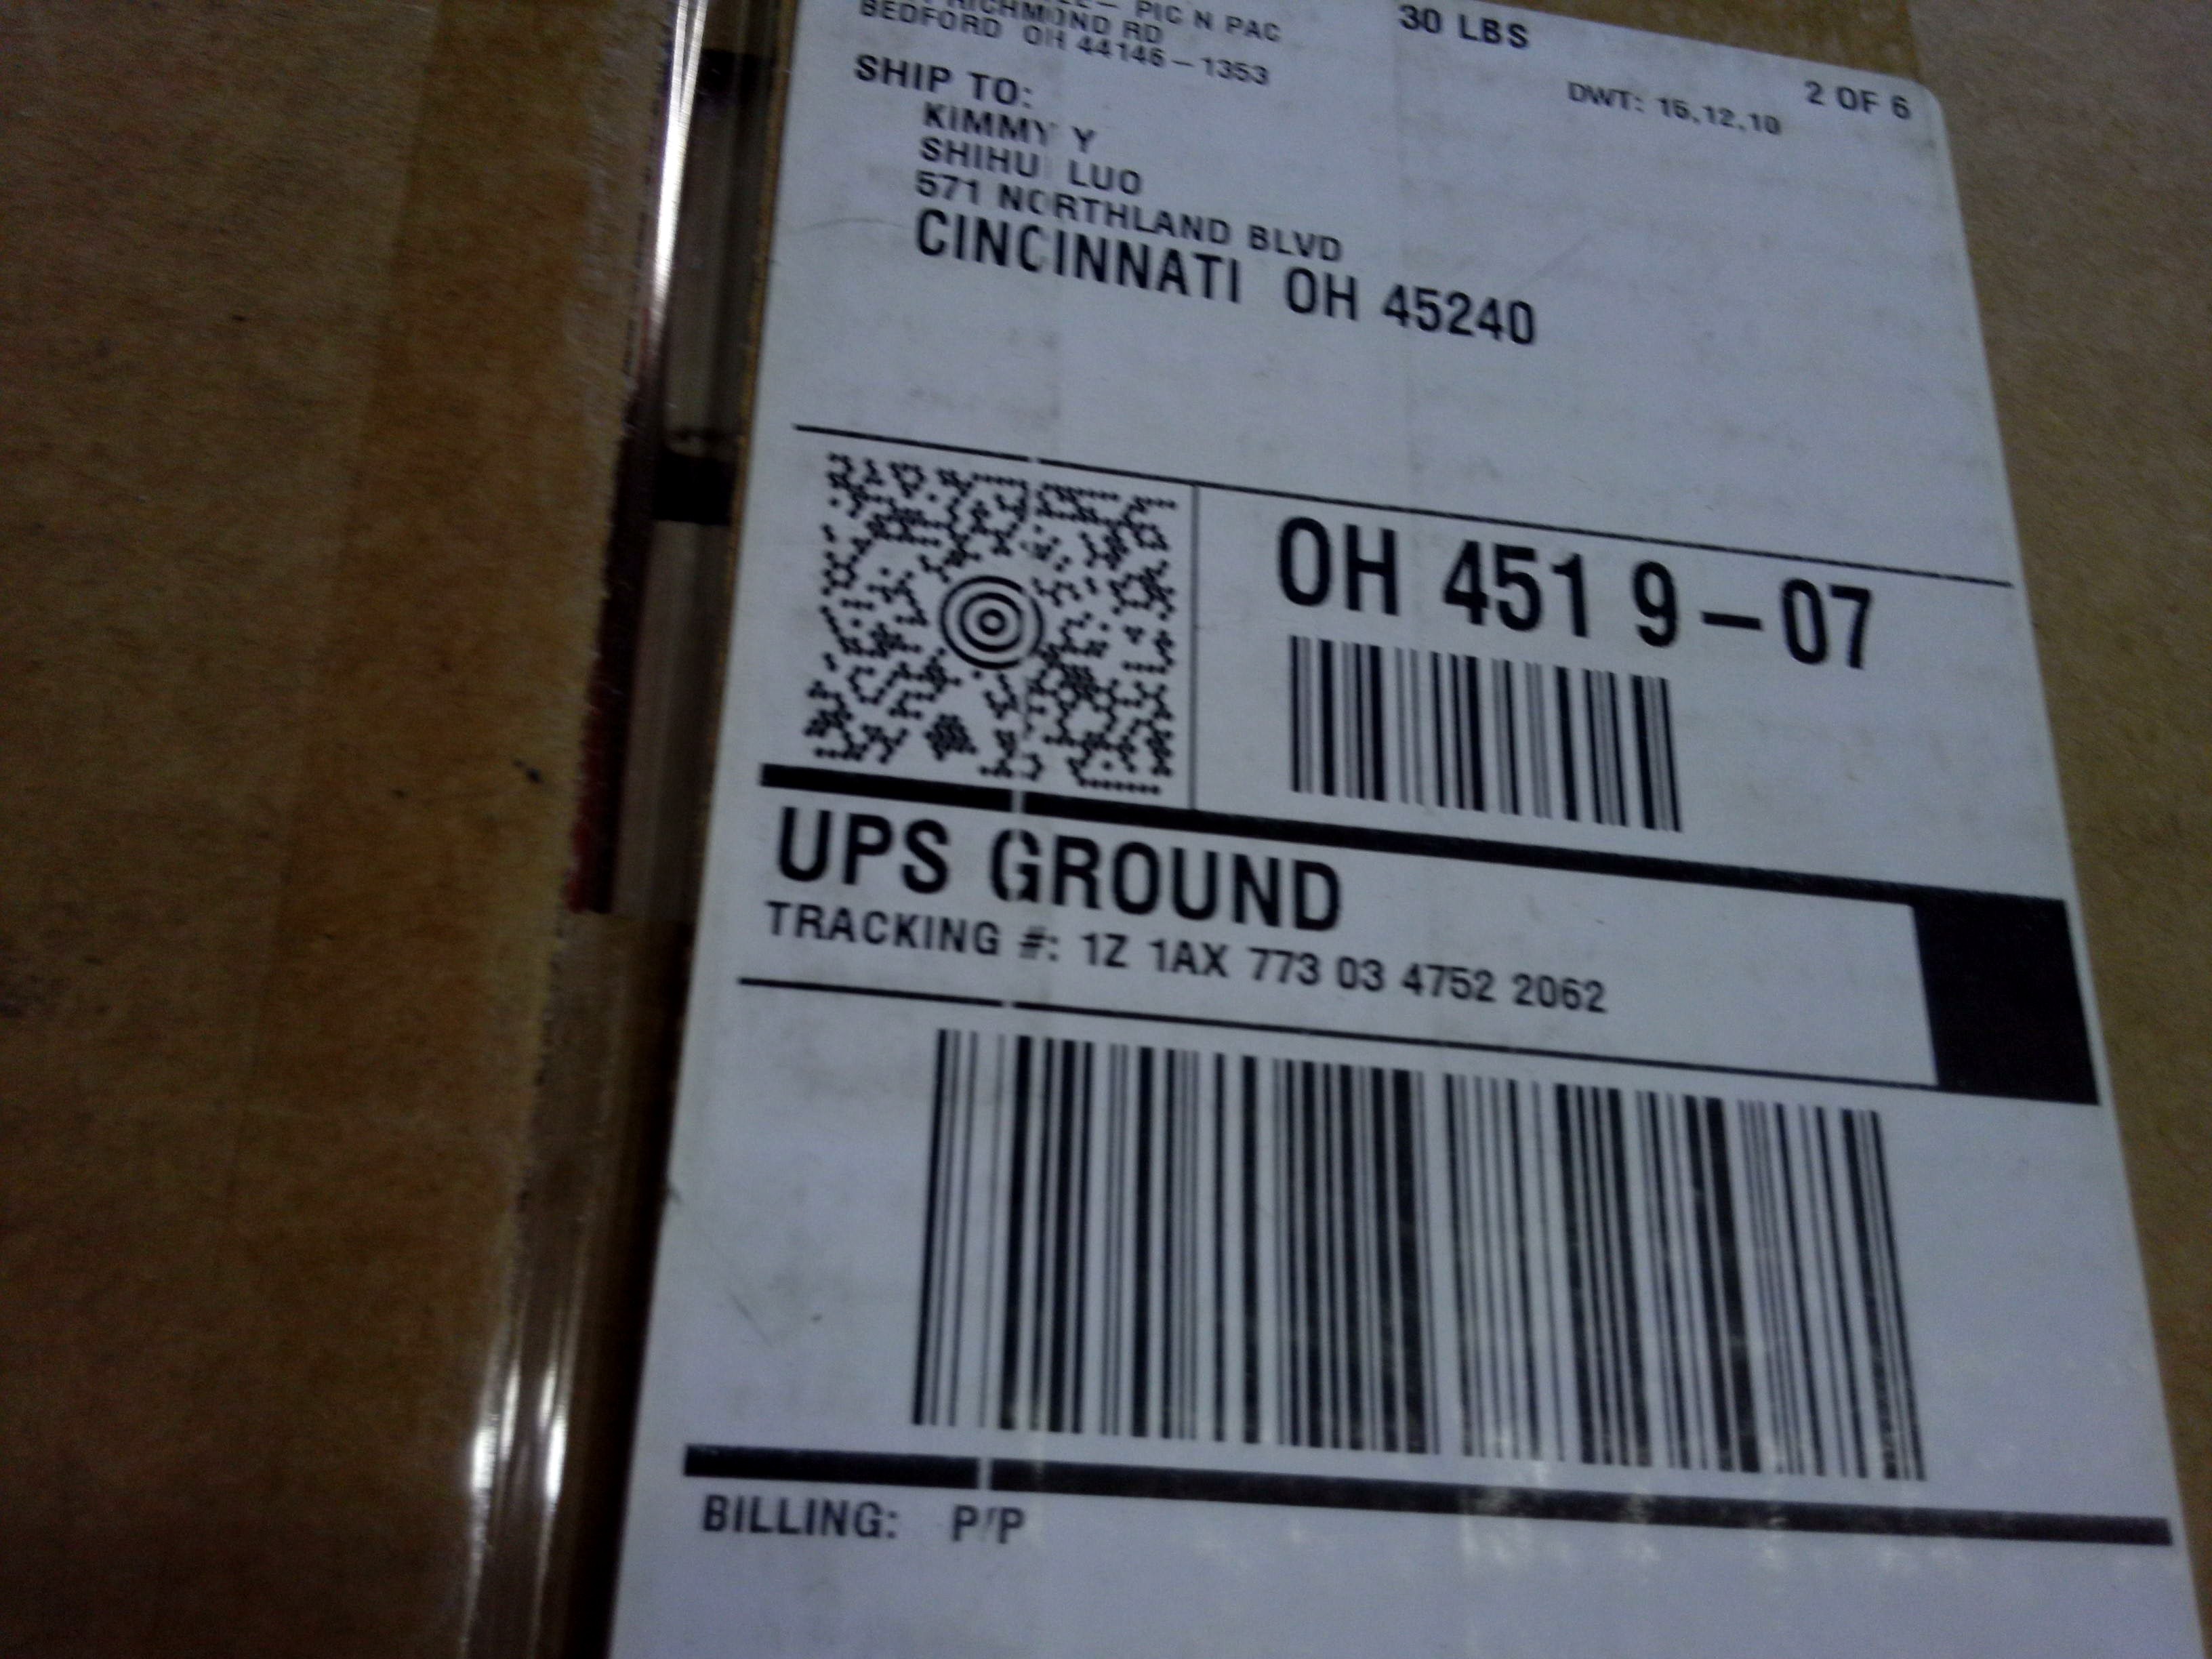 PIC N PAC
RICHMOND RD
BEDFORD OH 44146-1353
30 LBS
2 OF 6
DWT: 16,12,10
SHIP TO:
KIMMY Y
SHIHUI LUO
571 NORTHLAND BLVD
CINCINNATI OH 45240
OH 451 9-07
UPS GROUND
TRACKING #: 1Z 1AX 773 03 4752 2062
BILLING: P/P